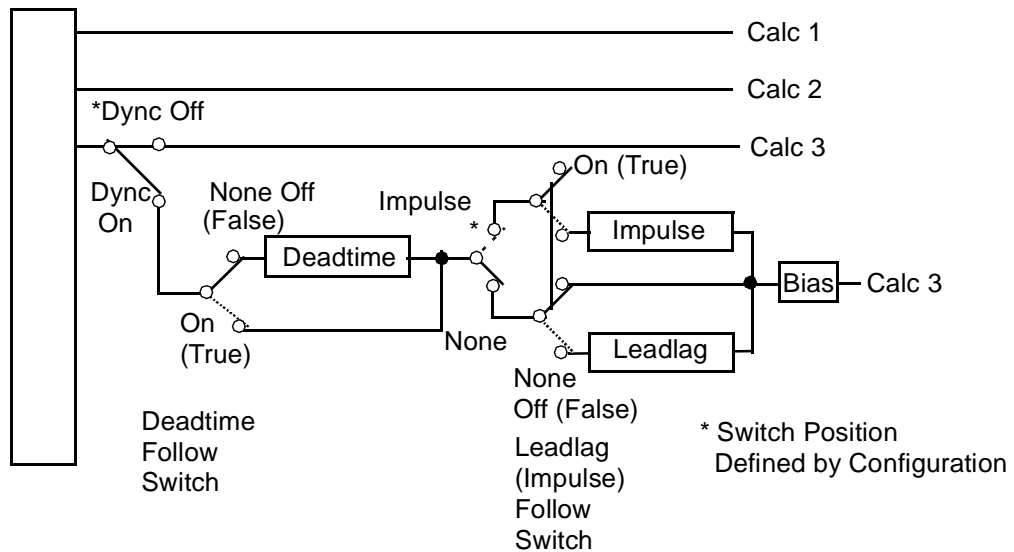 Calc 1
Calc 2
*Dync Off
Calc 3
On (True)
Dync
On
None Off
(False)
Impulse
*
Impulse
Deadtime
Bias
Calc 3
On
(True)
None
Leadlag
None
Off (False)
Deadtime
Follow
Switch
Leadlag
(Impulse)
Follow
Switch
* Switch Position
Defined by Configuration